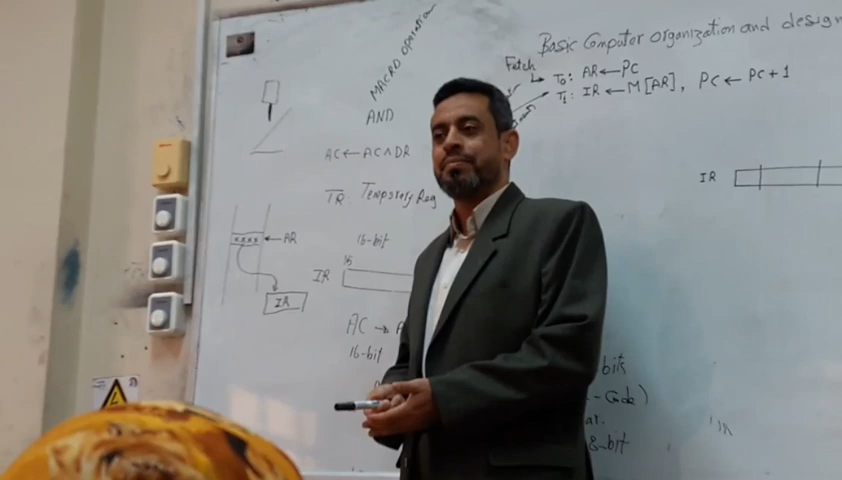 Basic Computer organization and design
Fetch
T0: AR ← PC
T1: IR ← M[AR], PC ← PC + 1
IR
MACRO operation
AND
AC ← AC ∧ DR
TR: Temporary Reg
16-bit
15
IR
AC →
16-bit
xxxx ← AR
IR
bits
Code)
8-bit